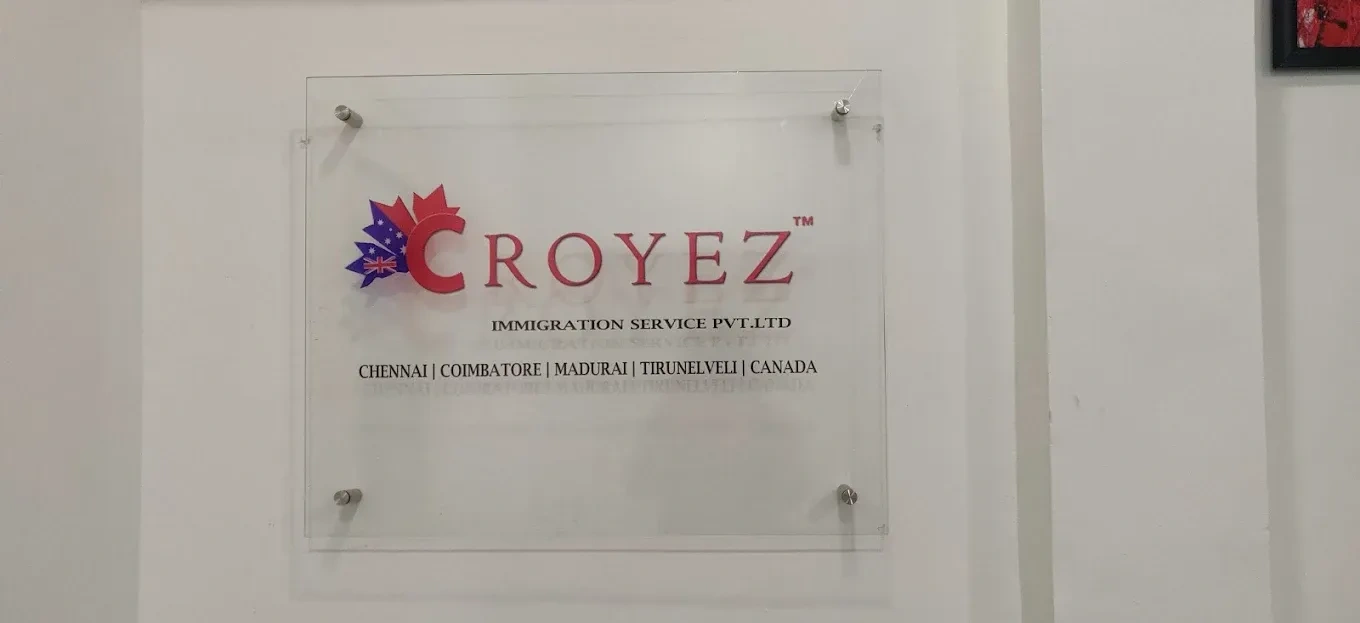 CROYEZ™
IMMIGRATION SERVICE PVT.LTD
CHENNAI | COIMBATORE | MADURAI | TIRUNELVELI | CANADA